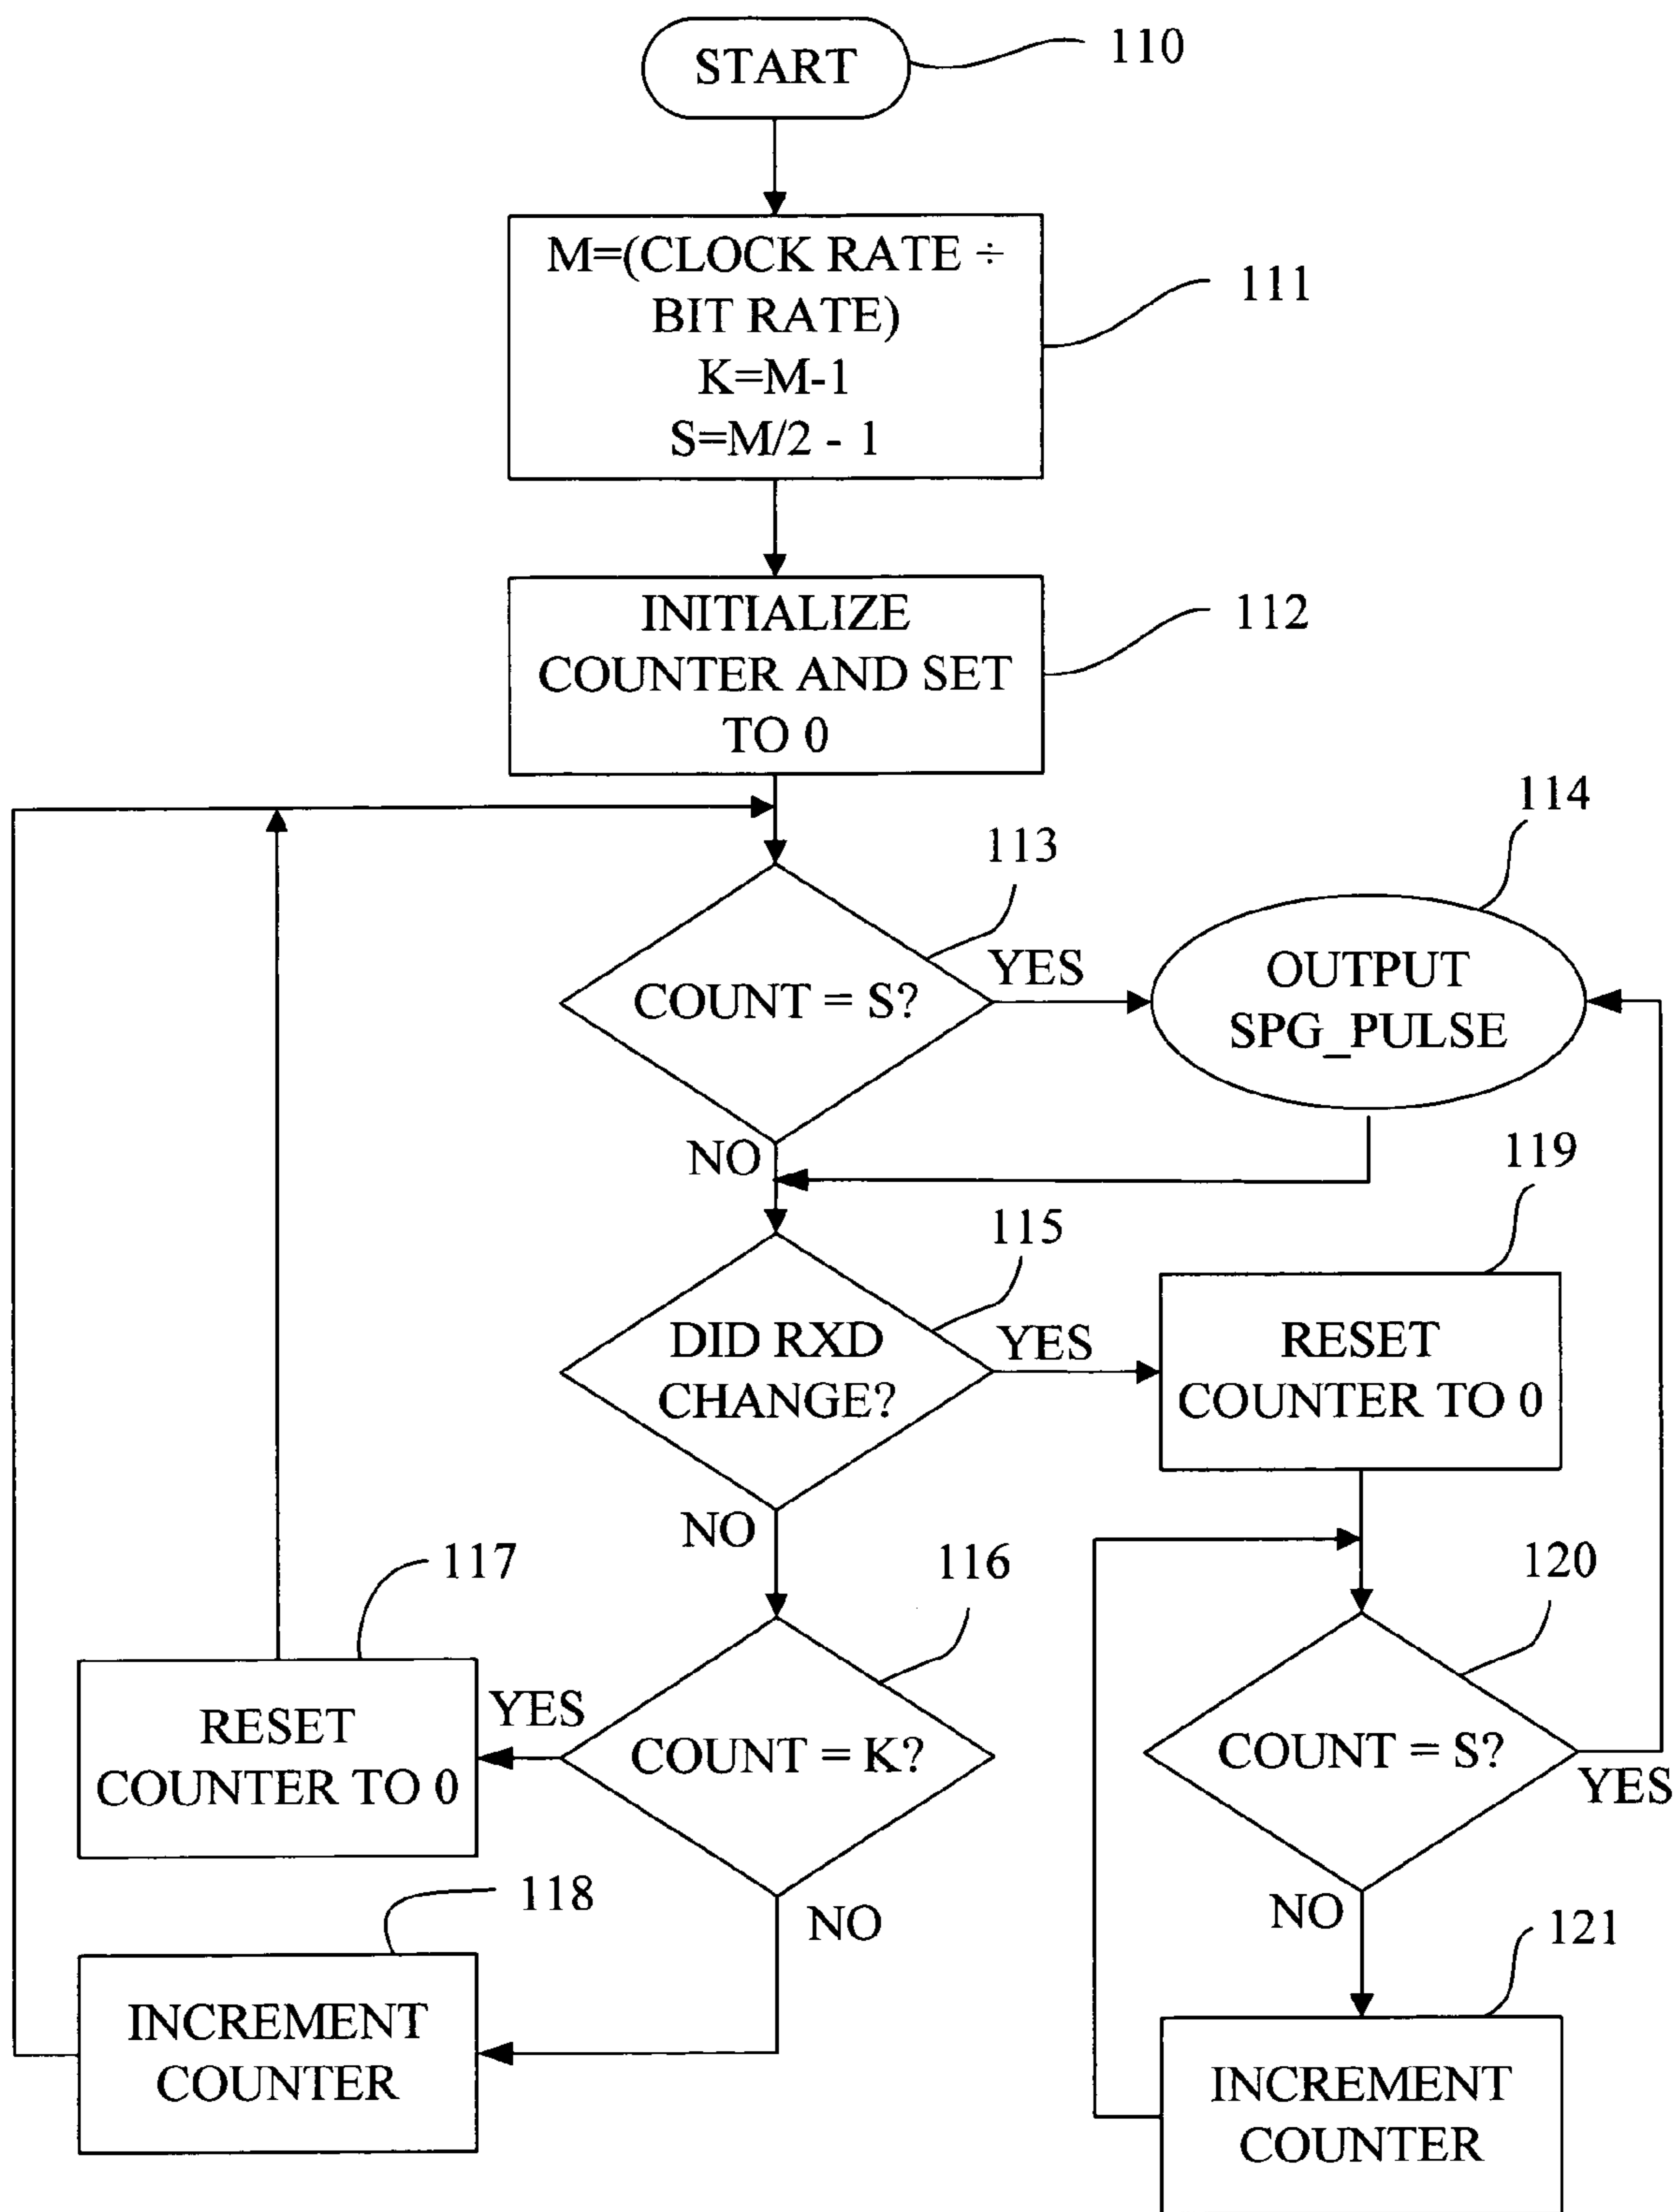 START
110
M=(CLOCK RATE ÷
BIT RATE)
K=M-1
S=M/2 - 1
111
INITIALIZE
COUNTER AND SET
TO 0
112
113
COUNT = S?
YES
NO
114
OUTPUT
SPG_PULSE
115
DID RXD
CHANGE?
YES
NO
119
RESET
COUNTER TO 0
116
COUNT = K?
YES
NO
117
RESET
COUNTER TO 0
118
INCREMENT
COUNTER
120
COUNT = S?
YES
NO
121
INCREMENT
COUNTER